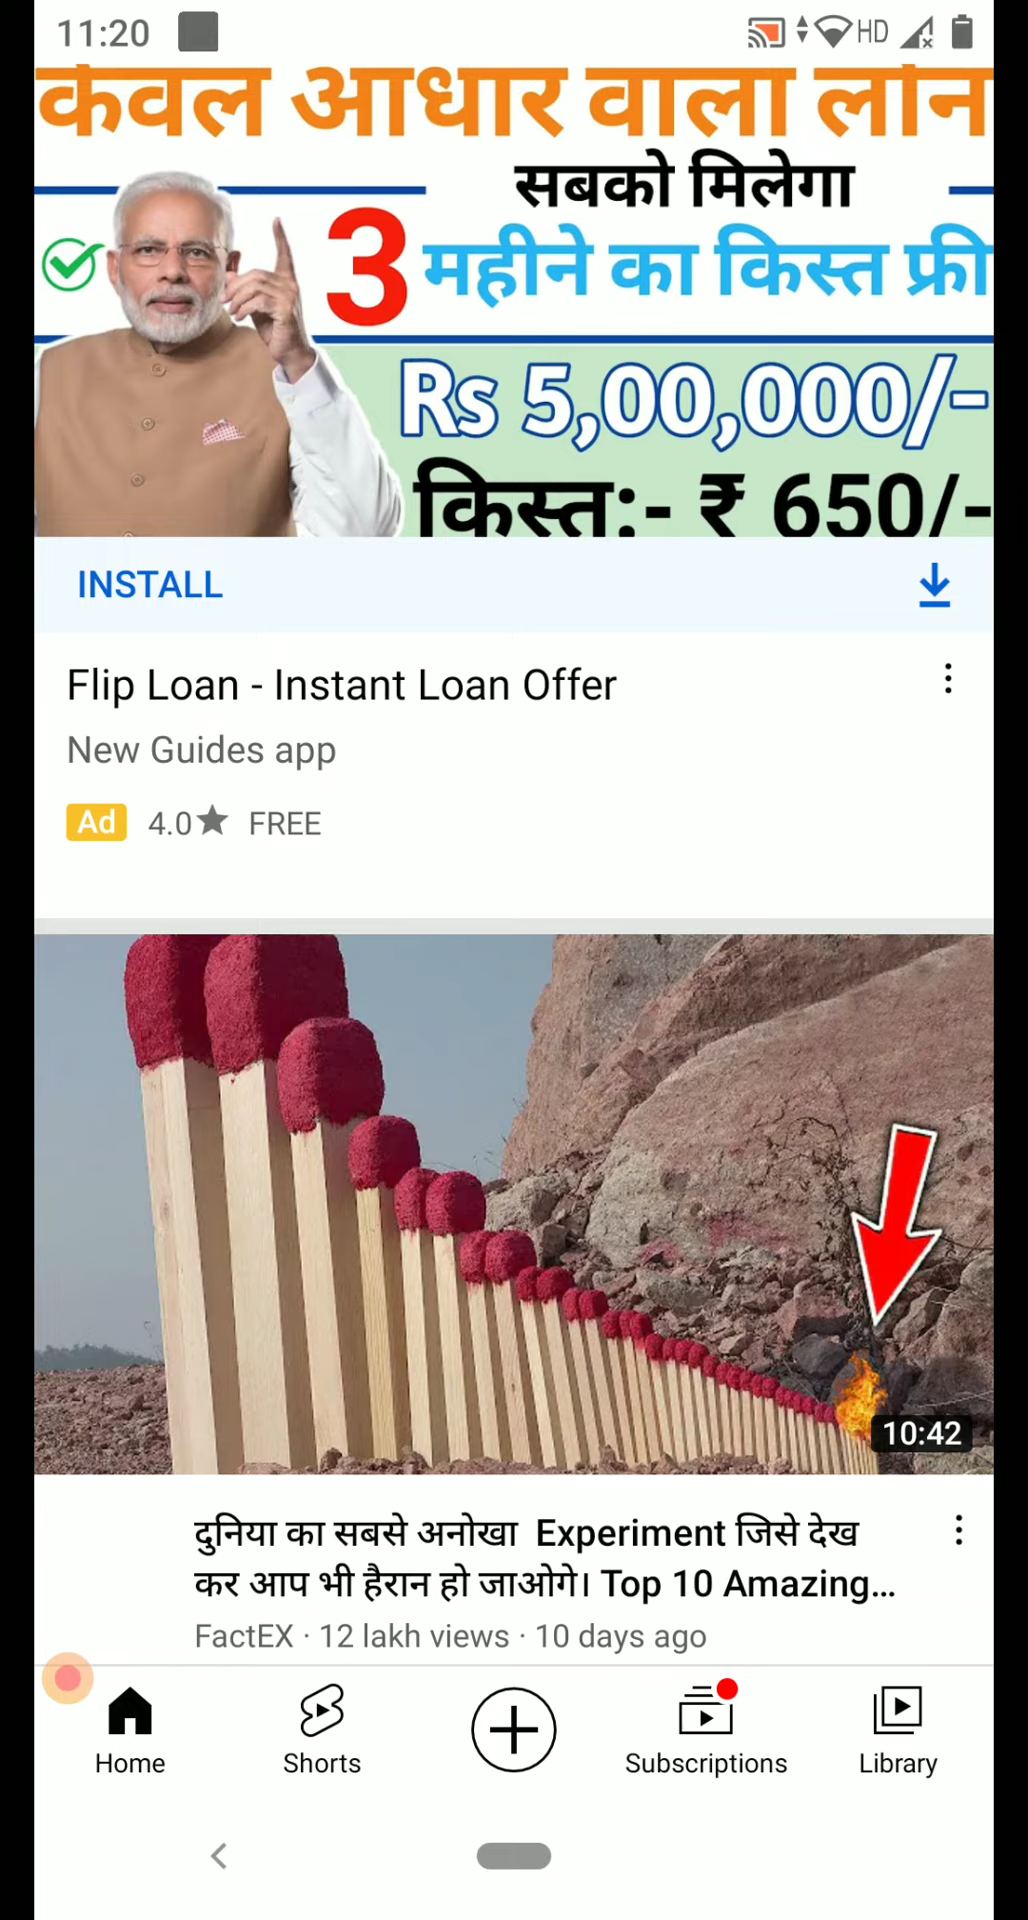 11:20
HD
केवल आधार वाला लोन
सबको मिलेगा
3 महीने का किस्त फ्री
Rs 5,00,000/-
किस्त:- ₹ 650/-
INSTALL
Flip Loan - Instant Loan Offer
New Guides app
Ad 4.0★ FREE
10:42
दुनिया का सबसे अनोखा Experiment जिसे देख
कर आप भी हैरान हो जाओगे। Top 10 Amazing...
FactEX · 12 lakh views · 10 days ago
Home
Shorts
Subscriptions
Library